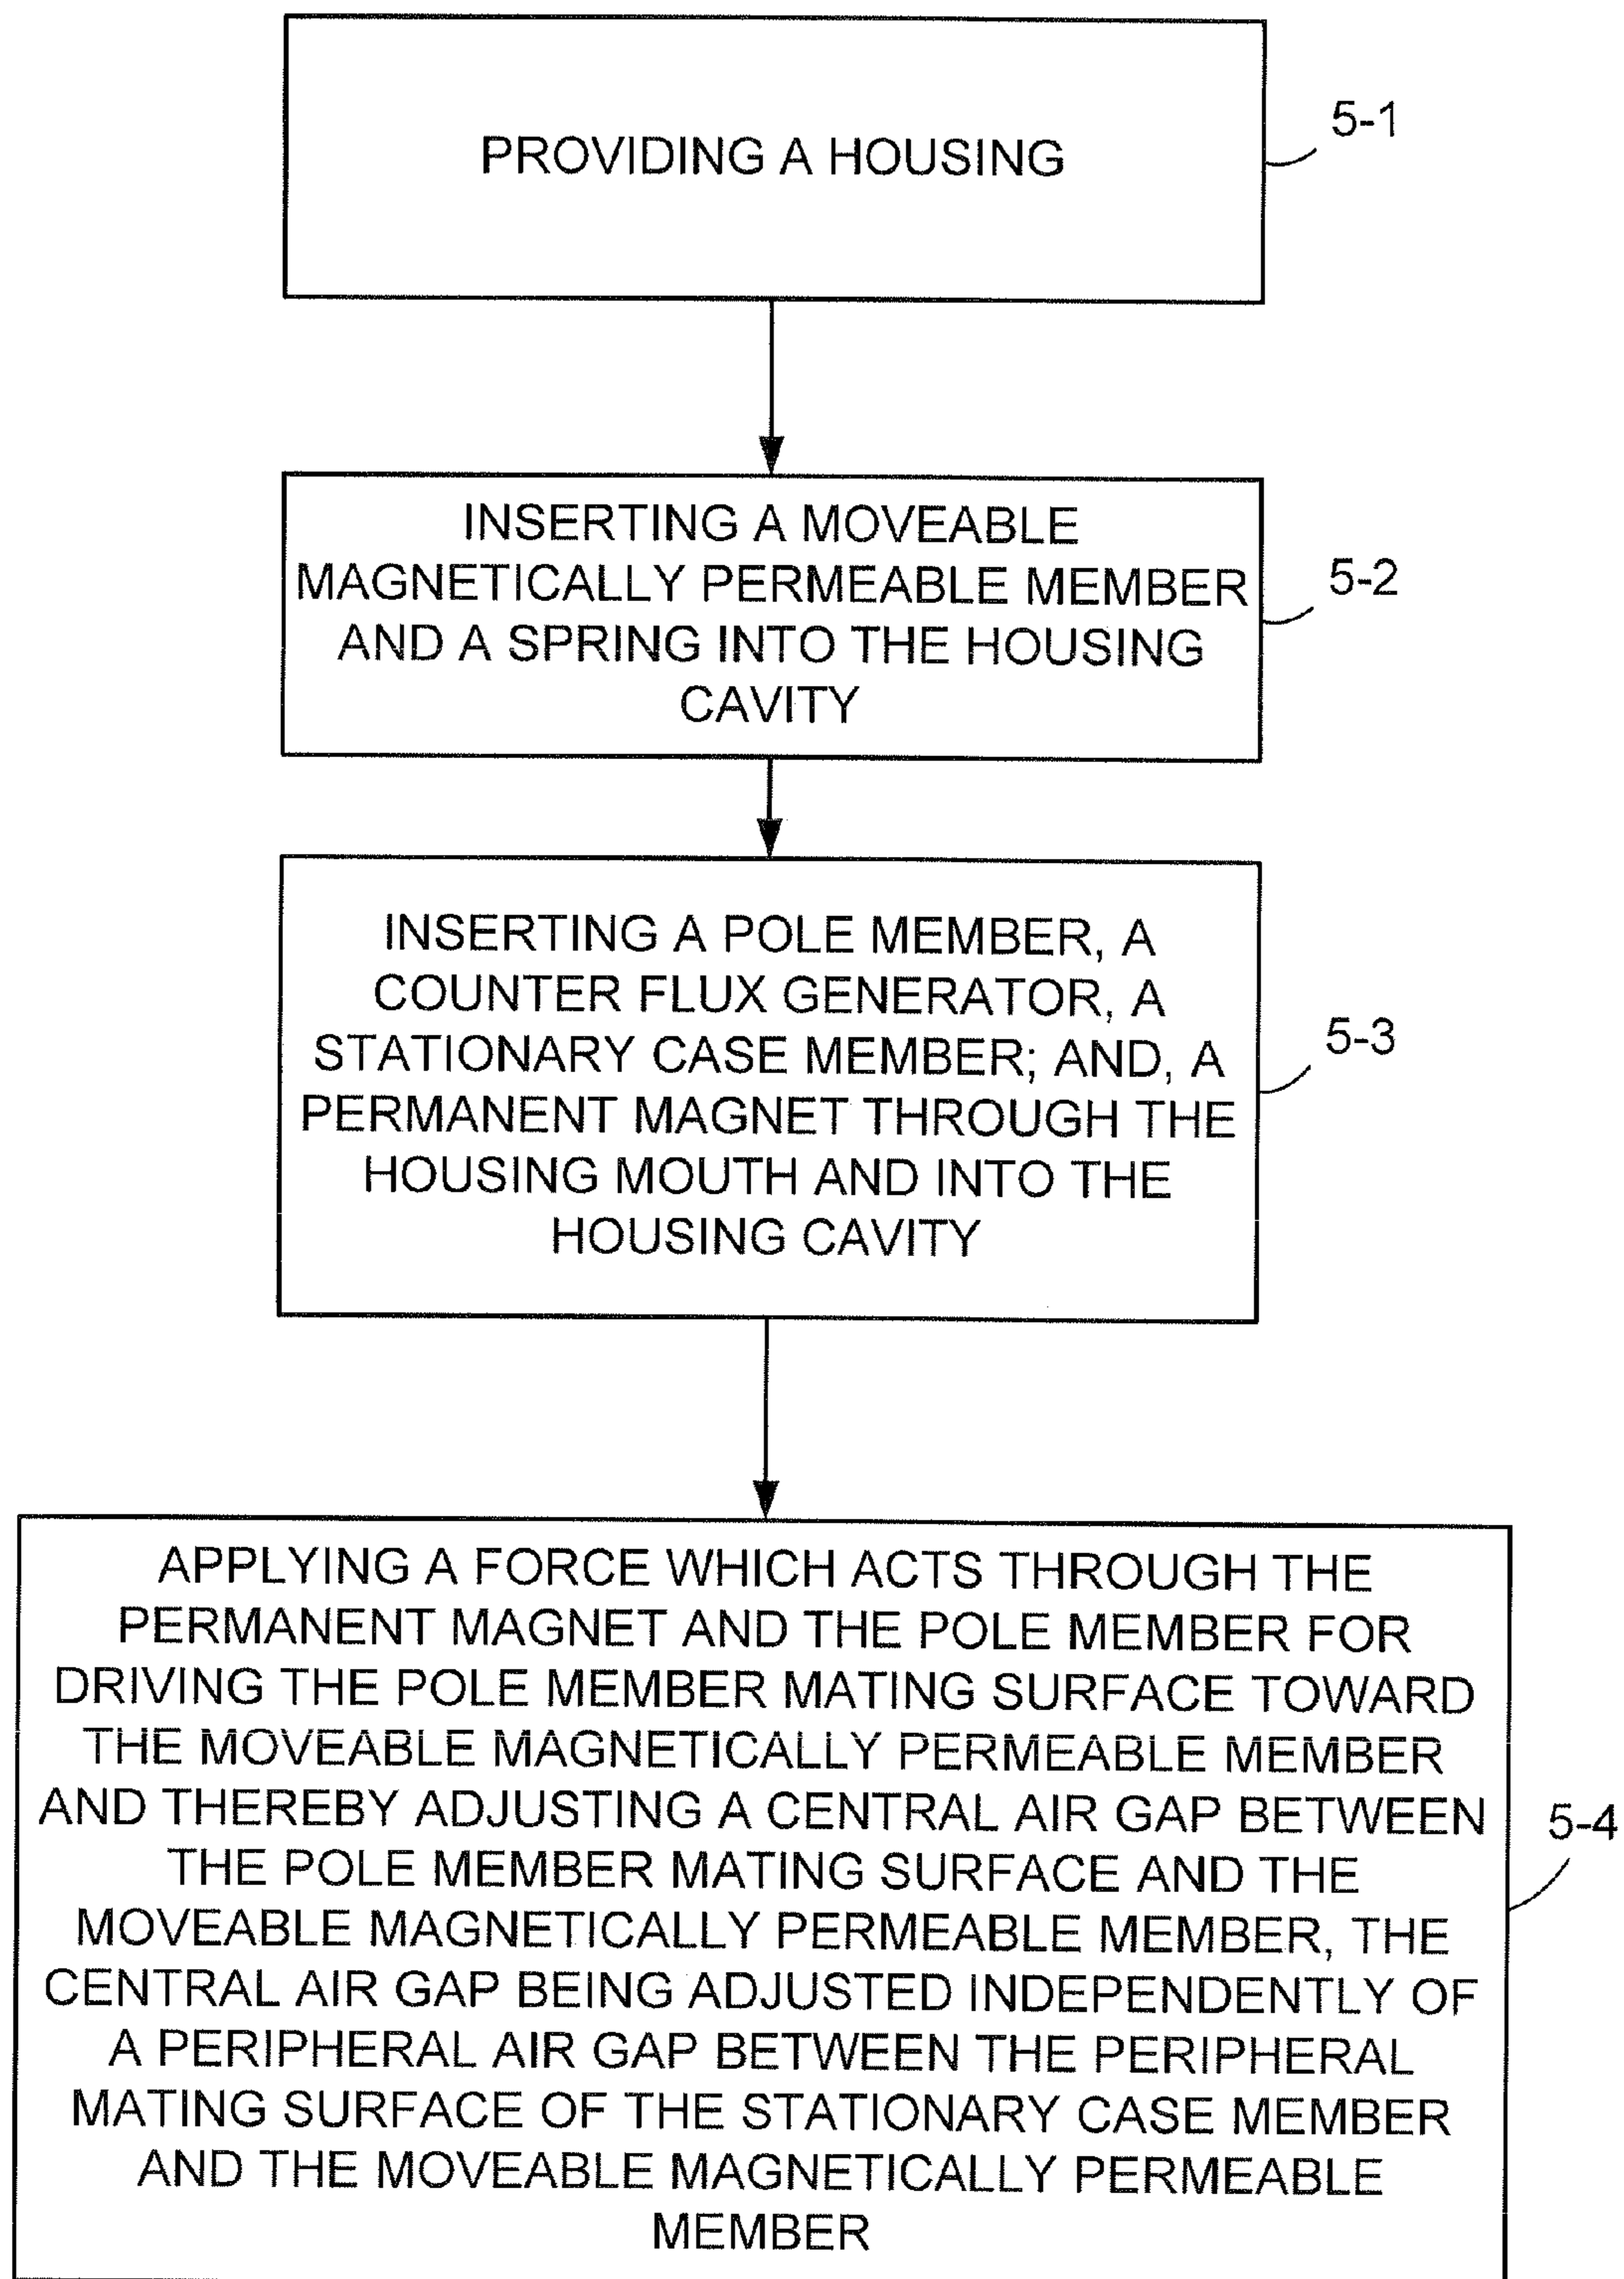 PROVIDING A HOUSING
5-1
INSERTING A MOVEABLE
MAGNETICALLY PERMEABLE MEMBER
AND A SPRING INTO THE HOUSING
CAVITY
5-2
INSERTING A POLE MEMBER, A
COUNTER FLUX GENERATOR, A
STATIONARY CASE MEMBER; AND, A
PERMANENT MAGNET THROUGH THE
HOUSING MOUTH AND INTO THE
HOUSING CAVITY
5-3
APPLYING A FORCE WHICH ACTS THROUGH THE
PERMANENT MAGNET AND THE POLE MEMBER FOR
DRIVING THE POLE MEMBER MATING SURFACE TOWARD
THE MOVEABLE MAGNETICALLY PERMEABLE MEMBER
AND THEREBY ADJUSTING A CENTRAL AIR GAP BETWEEN
THE POLE MEMBER MATING SURFACE AND THE
MOVEABLE MAGNETICALLY PERMEABLE MEMBER, THE
CENTRAL AIR GAP BEING ADJUSTED INDEPENDENTLY OF
A PERIPHERAL AIR GAP BETWEEN THE PERIPHERAL
MATING SURFACE OF THE STATIONARY CASE MEMBER
AND THE MOVEABLE MAGNETICALLY PERMEABLE
MEMBER
5-4